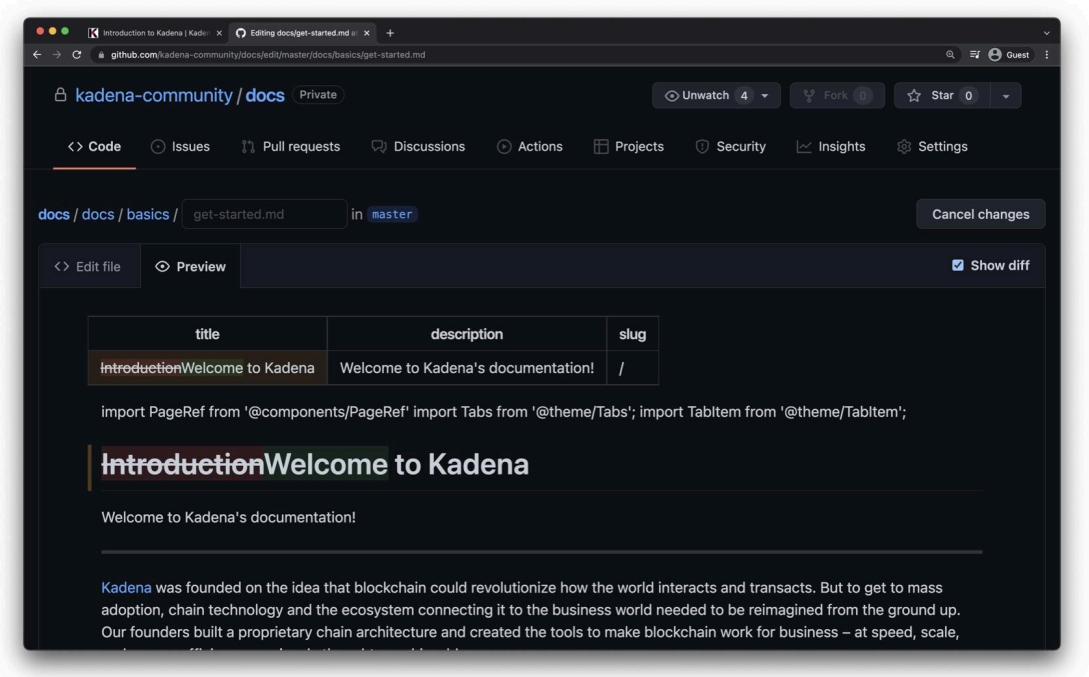 Introduction to Kadena | Kaden
Editing docs/get-started.md at
github.com/kadena-community/docs/edit/master/docs/basics/get-started.md
Guest
kadena-community / docs Private
Unwatch 4 Fork 0 Star 0
Code Issues Pull requests Discussions Actions Projects Security Insights Settings
docs / docs / basics / get-started.md in master Cancel changes
Edit file Preview Show diff
title description slug
IntroductionWelcome to Kadena Welcome to Kadena's documentation! /
import PageRef from '@components/PageRef' import Tabs from '@theme/Tabs'; import TabItem from '@theme/TabItem';
IntroductionWelcome to Kadena
Welcome to Kadena's documentation!
Kadena was founded on the idea that blockchain could revolutionize how the world interacts and transacts. But to get to mass
adoption, chain technology and the ecosystem connecting it to the business world needed to be reimagined from the ground up.
Our founders built a proprietary chain architecture and created the tools to make blockchain work for business – at speed, scale,